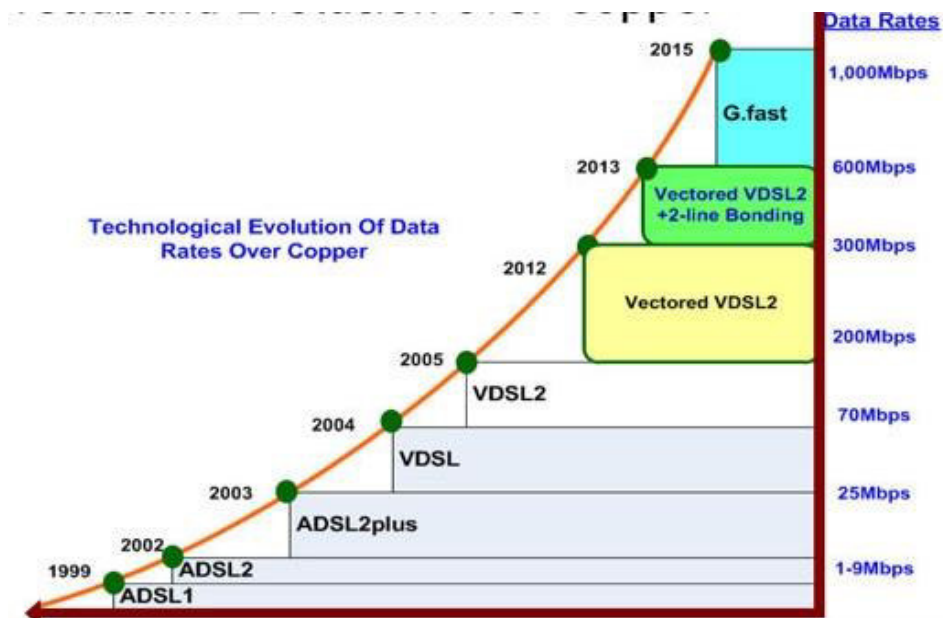 Data Rates
2015
1,000Mbps
G.fast
2013
600Mbps
Vectored VDSL2
+2-line Bonding
Technological Evolution Of Data
Rates Over Copper
300Mbps
2012
Vectored VDSL2
200Mbps
2005
VDSL2
70Mbps
2004
VDSL
2003
25Mbps
ADSL2plus
2002
ADSL2
1-9Mbps
1999
ADSL1